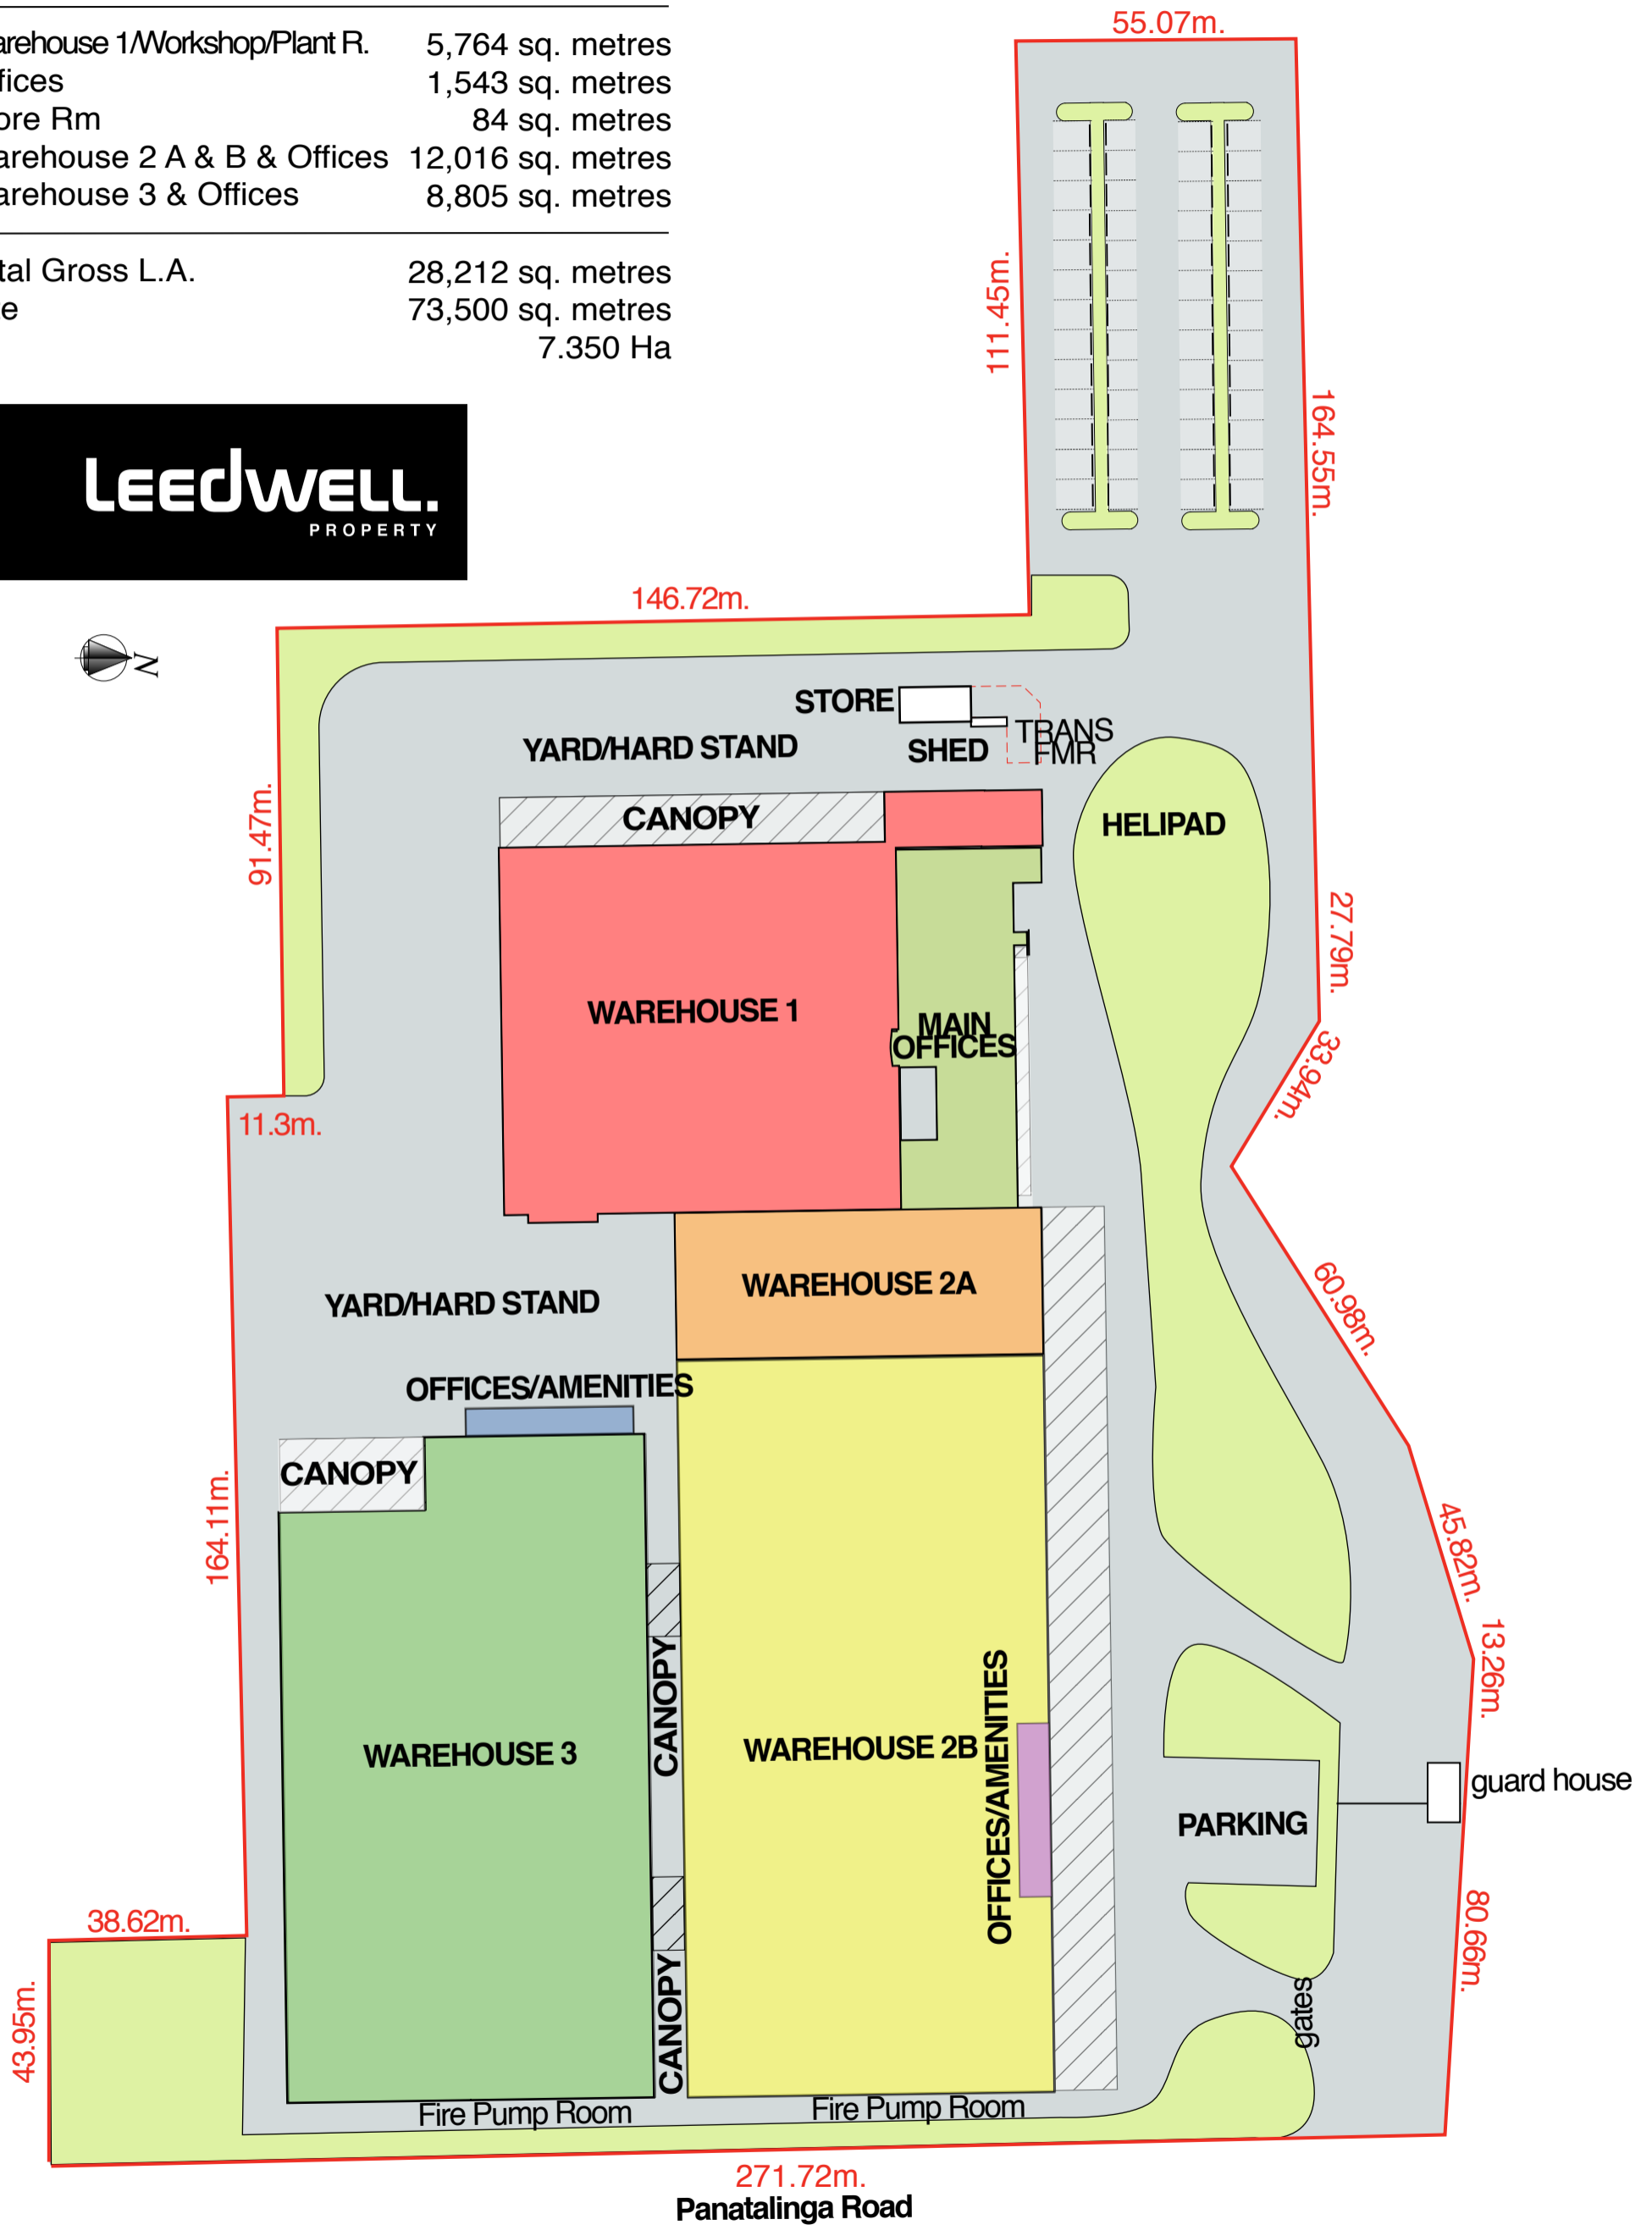 arehouse 1/Workshop/Plant R. 5,764 sq. metres
fices 1,543 sq. metres
ore Rm 84 sq. metres
arehouse 2 A & B & Offices 12,016 sq. metres
arehouse 3 & Offices 8,805 sq. metres
tal Gross L.A. 28,212 sq. metres
e 73,500 sq. metres
7.350 Ha
LEEDWELL.
PROPERTY
N
55.07m.
111.45m.
164.55m.
146.72m.
STORE
TRANS
FMR
SHED
YARD/HARD STAND
CANOPY
HELIPAD
91.47m.
27.79m.
WAREHOUSE 1
MAIN
OFFICES
33.94m.
11.3m.
WAREHOUSE 2A
60.98m.
YARD/HARD STAND
OFFICES/AMENITIES
CANOPY
164.11m.
45.82m.
13.26m.
CANOPY
WAREHOUSE 3
WAREHOUSE 2B
OFFICES/AMENITIES
guard house
PARKING
38.62m.
80.66m.
43.95m.
CANOPY
gates
Fire Pump Room
Fire Pump Room
271.72m.
Panatalinga Road